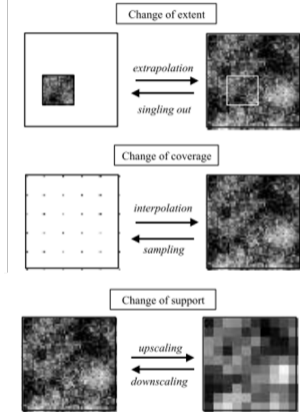 Change of extent
extrapolation
singling out
Change of coverage
interpolation
sampling
Change of support
upscaling
downscaling